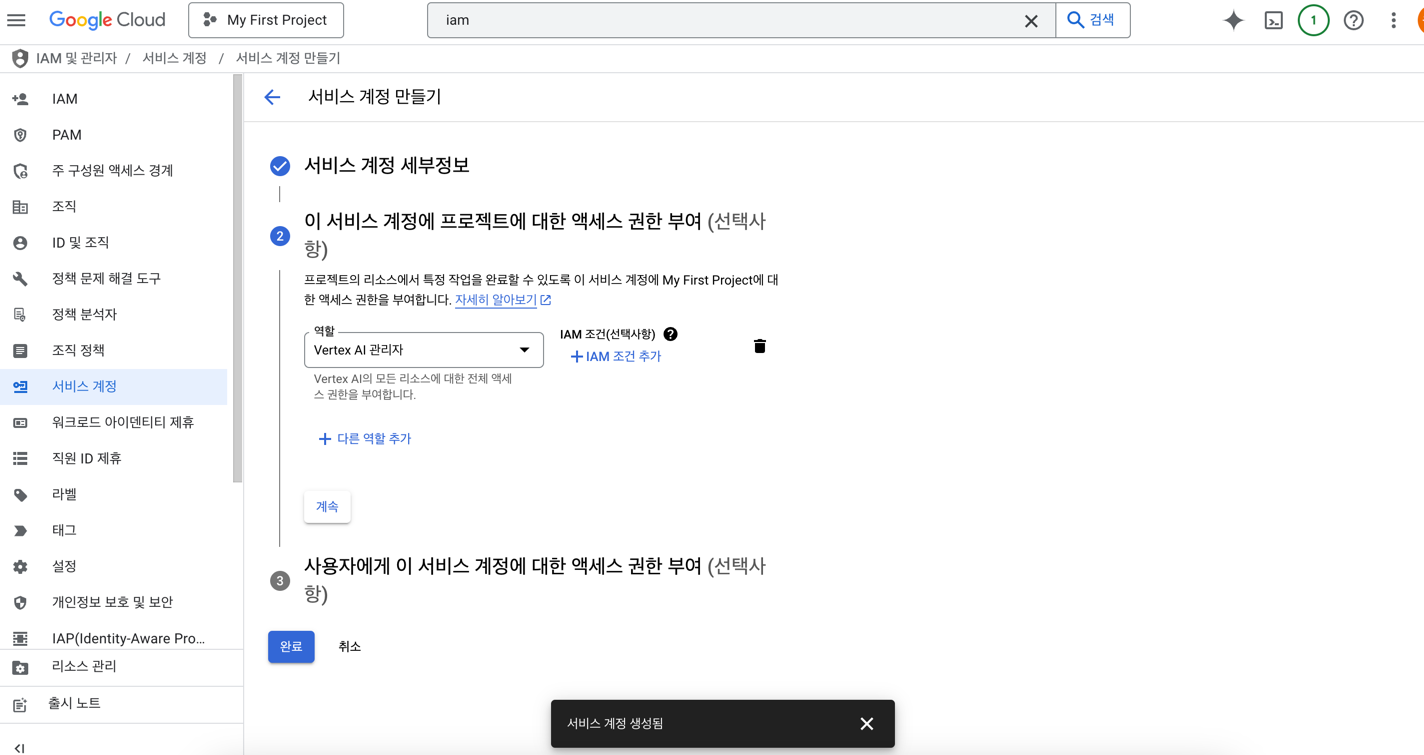 Google Cloud
My First Project
iam
검색
1
IAM 및 관리자 / 서비스 계정 / 서비스 계정 만들기
IAM
PAM
주 구성원 액세스 경계
조직
ID 및 조직
정책 문제 해결 도구
정책 분석자
조직 정책
서비스 계정
워크로드 아이덴티티 제휴
직원 ID 제휴
라벨
태그
설정
개인정보 보호 및 보안
IAP(Identity-Aware Pro...
리소스 관리
출시 노트
서비스 계정 만들기
서비스 계정 세부정보
2
이 서비스 계정에 프로젝트에 대한 액세스 권한 부여 (선택사
항)
프로젝트의 리소스에서 특정 작업을 완료할 수 있도록 이 서비스 계정에 My First Project에 대
한 액세스 권한을 부여합니다. 자세히 알아보기
역할
Vertex AI 관리자
Vertex AI의 모든 리소스에 대한 전체 액세
스 권한을 부여합니다.
IAM 조건(선택사항)
+ IAM 조건 추가
+ 다른 역할 추가
계속
3
사용자에게 이 서비스 계정에 대한 액세스 권한 부여 (선택사
항)
완료
취소
서비스 계정 생성됨